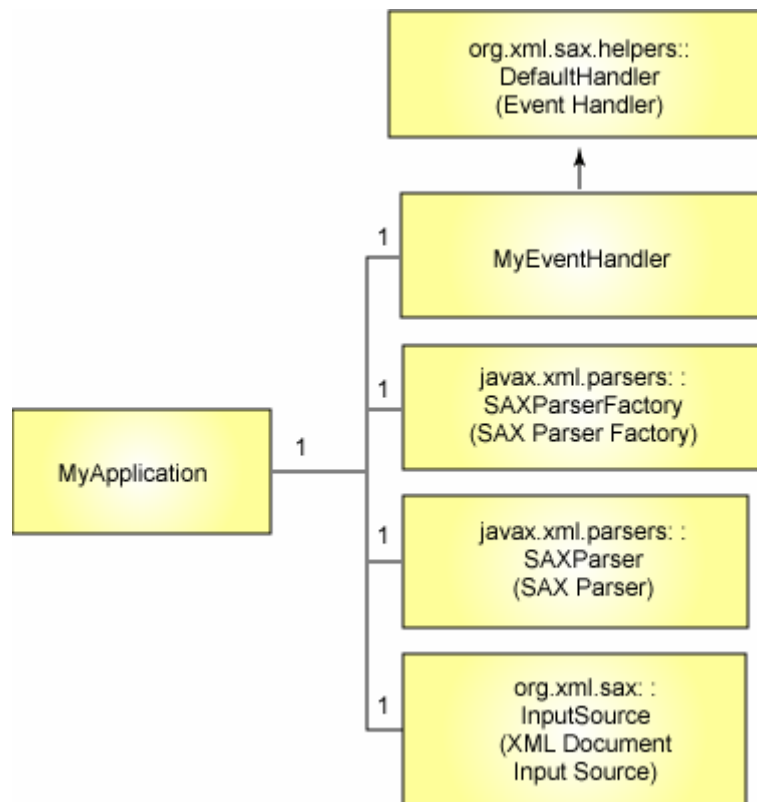 org.xml.sax.helpers::
DefaultHandler
(Event Handler)
1
MyEventHandler
1
javax.xml.parsers: :
SAXParserFactory
(SAX Parser Factory)
MyApplication
1
1
javax.xml.parsers: :
SAXParser
(SAX Parser)
1
org.xml.sax: :
InputSource
(XML Document
Input Source)